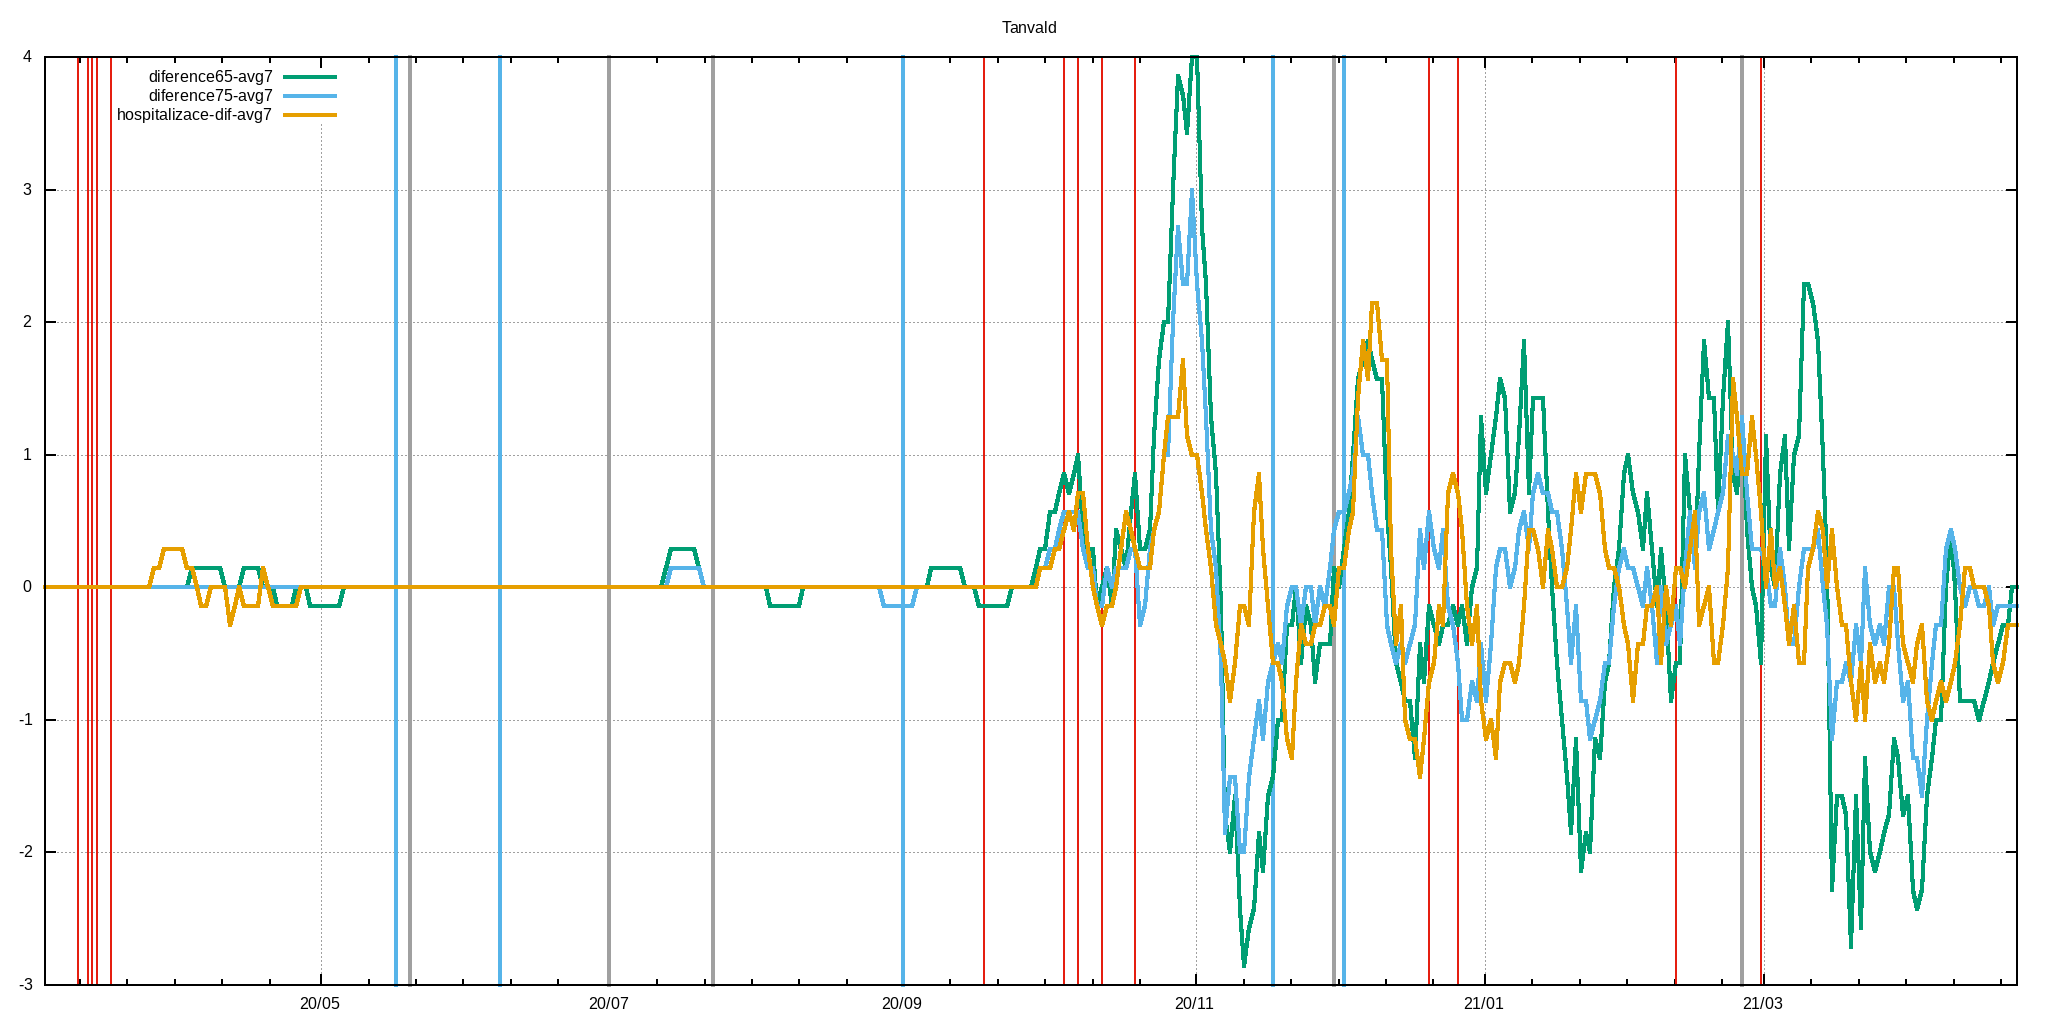 Tanvald
4
diference65-avg7
diference75-avg7
hospitalizace-dif-avg7
3
2
1
0
-1
-2
-3
20/05 20/07 20/09 20/11 21/01 21/03